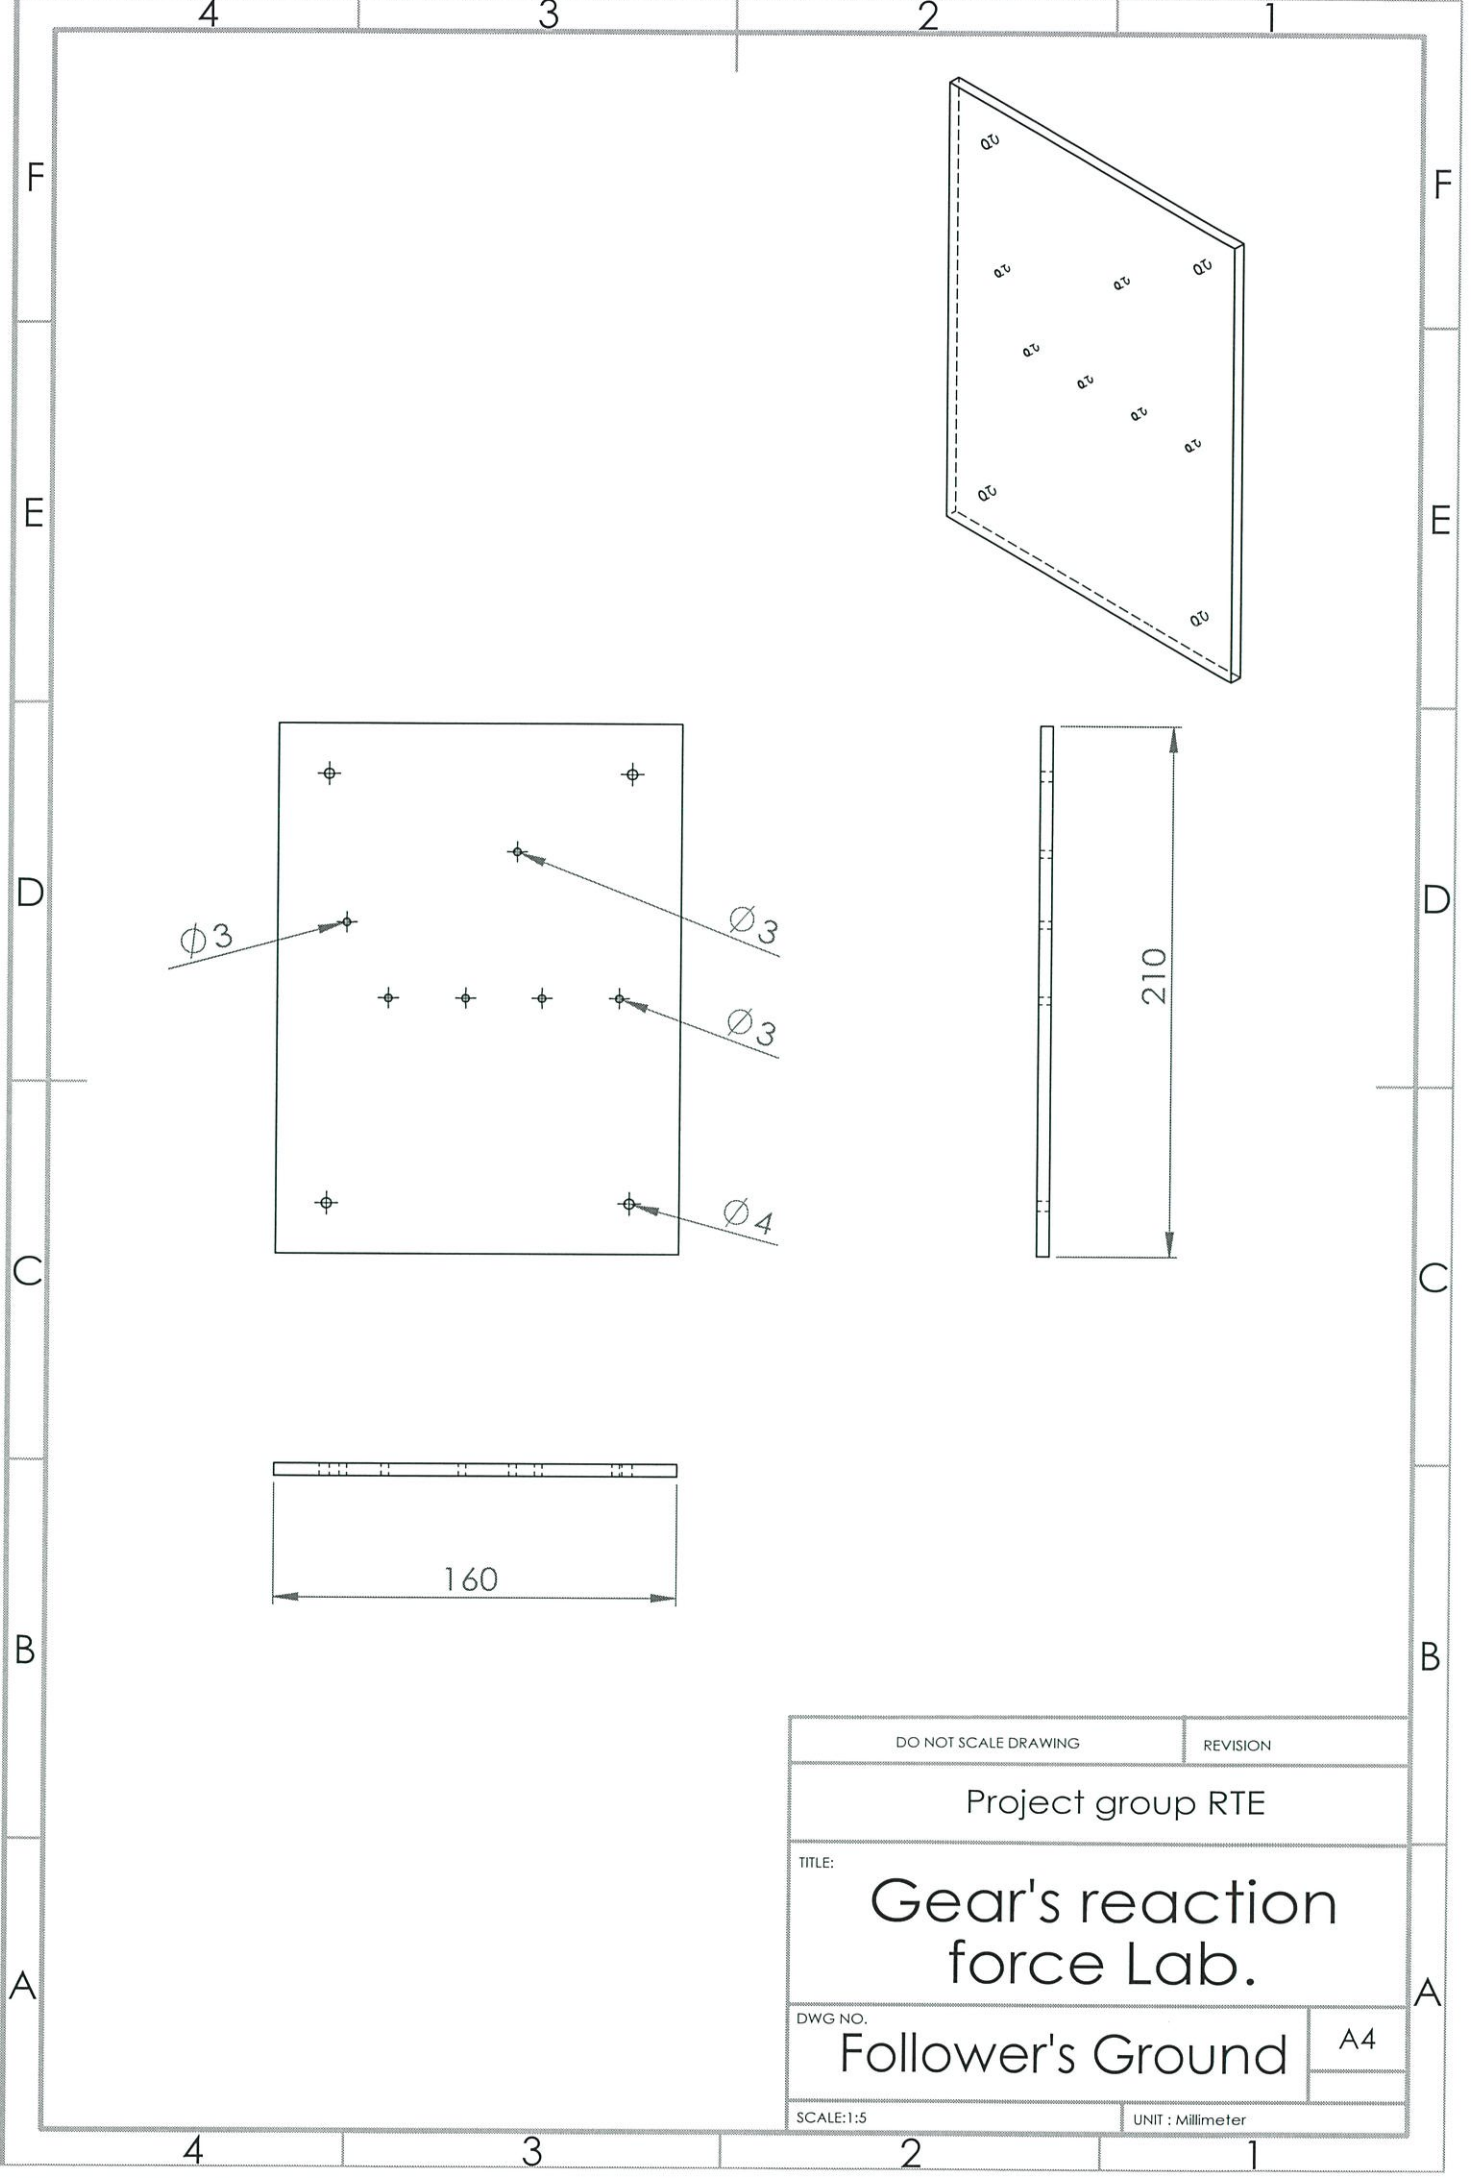 4 3 2 1
F F
E E
D D
Ø3
Ø3
210
Ø3
Ø4
C C
160
B B
DO NOT SCALE DRAWING REVISION
Project group RTE
TITLE:
Gear's reaction
force Lab.
A A
DWG NO.
Follower's Ground A4
SCALE:1:5 UNIT : Millimeter
4 3 2 1